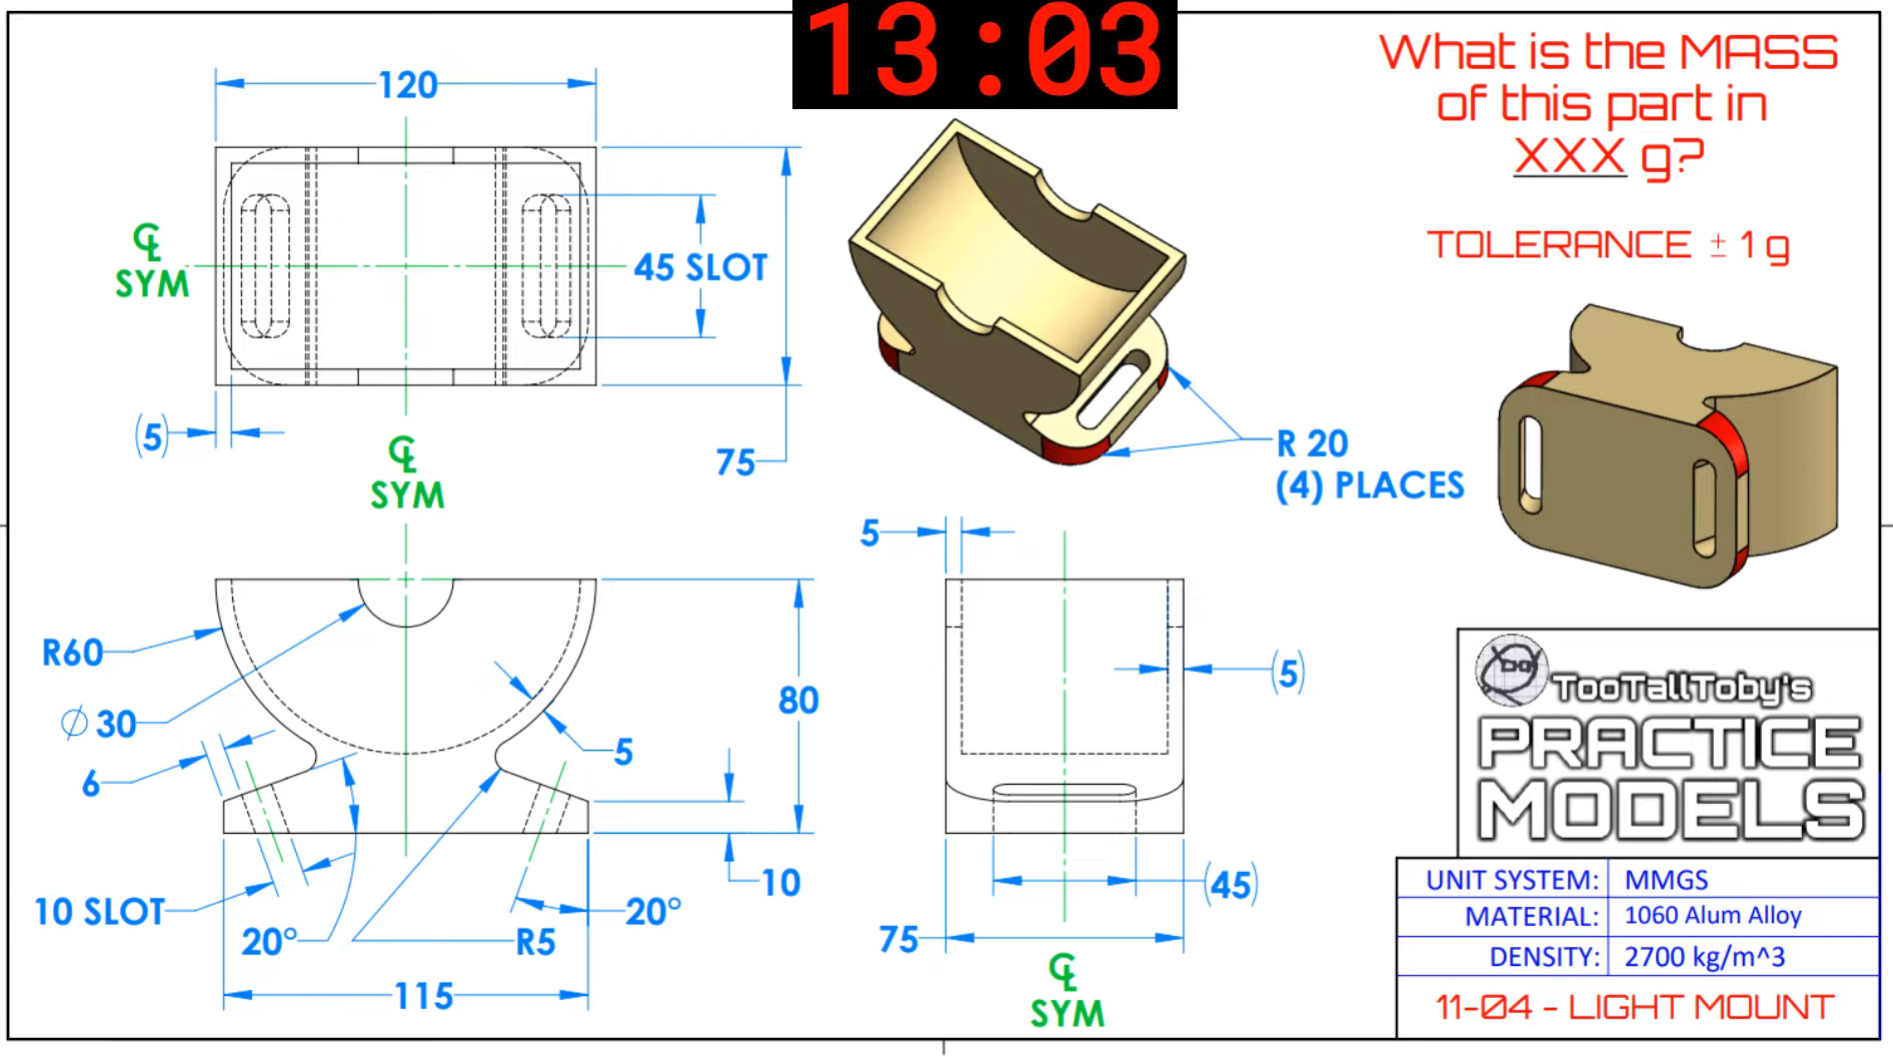 13:03
What is the MASS
of this part in
XXX g?
TOLERANCE ± 1 g
120
℄
SYM
45 SLOT
(5)
75
℄
SYM
R 20
(4) PLACES
5
R60
Ø 30
6
5
80
(5)
10 SLOT
20°
R5
20°
10
(45)
75
115
℄
SYM
TooTallToby's
PRACTICE
MODELS
UNIT SYSTEM: MMGS
MATERIAL: 1060 Alum Alloy
DENSITY: 2700 kg/m^3
11-04 - LIGHT MOUNT